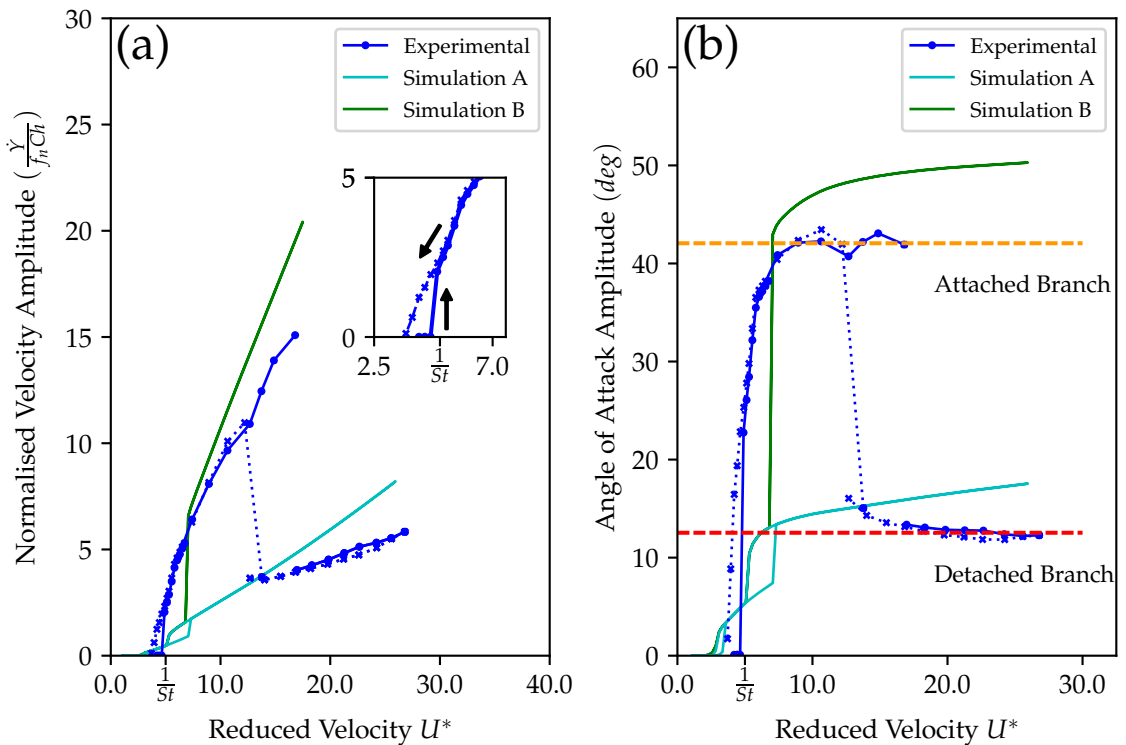 (a)
Experimental
Simulation A
Simulation B
Normalised Velocity Amplitude (Ẏ/fₙCh)
30
25
20
15
10
5
0
5
0
2.5
1/St
7.0
0.0
1/St
10.0
20.0
30.0
40.0
Reduced Velocity U*
(b)
Experimental
Simulation A
Simulation B
Angle of Attack Amplitude (deg)
60
50
40
30
20
10
0
Attached Branch
Detached Branch
0.0
1/St
10.0
20.0
30.0
Reduced Velocity U*